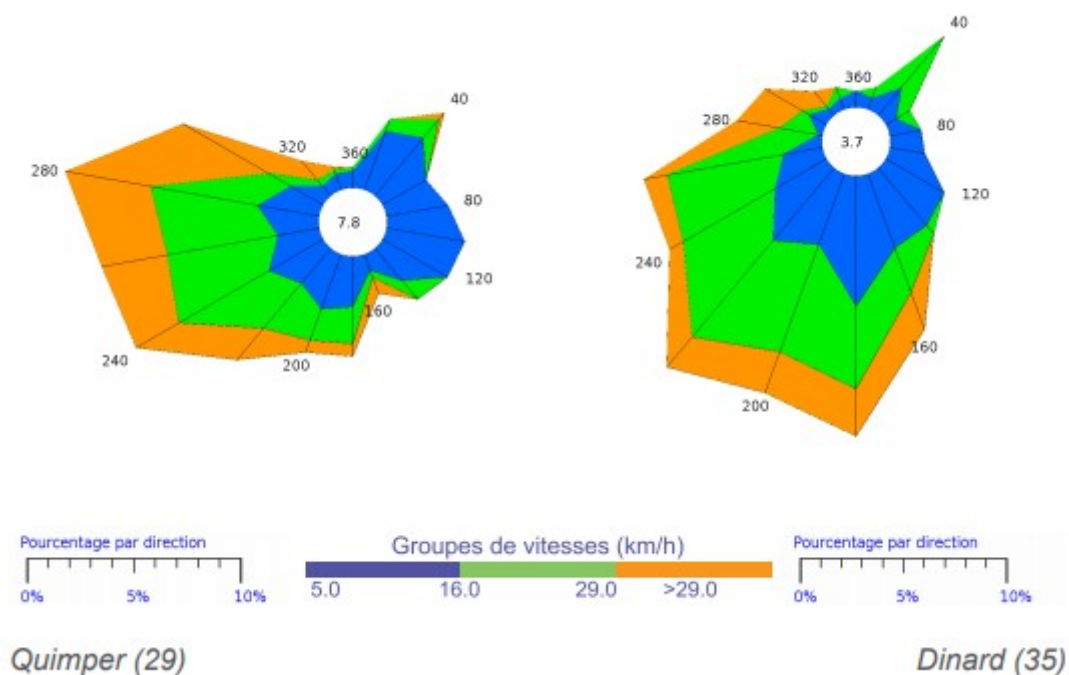 40
320
360
280
80
7.8
120
160
240
200
40
320
360
280
80
3.7
120
240
160
200
Pourcentage par direction
0% 5% 10%
Groupes de vitesses (km/h)
5.0 16.0 29.0 >29.0
Pourcentage par direction
0% 5% 10%
Quimper (29)
Dinard (35)